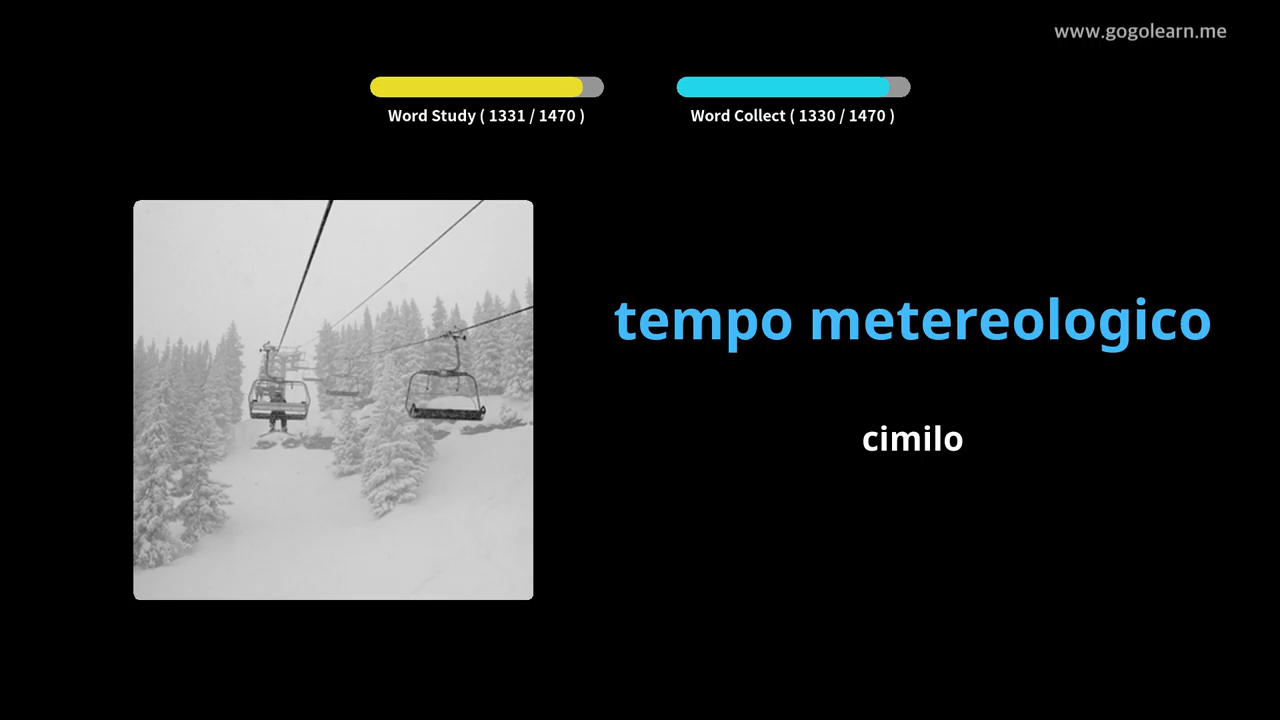 www.gogolearn.me
Word Study ( 1331 / 1470 )
Word Collect ( 1330 / 1470 )
tempo metereologico
cimilo